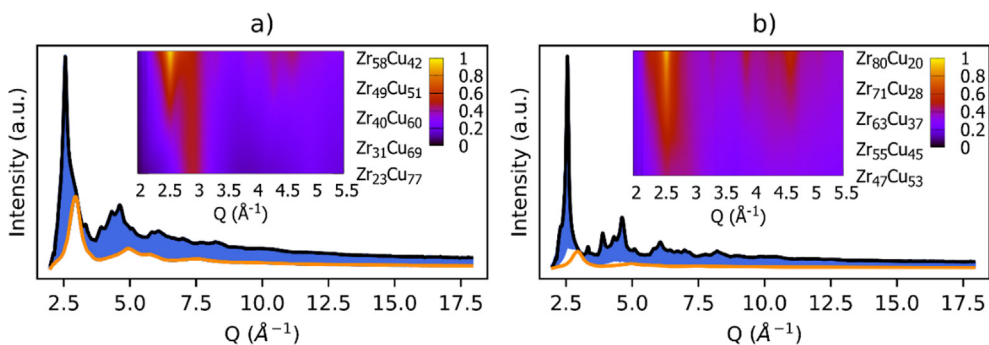 a)
Intensity (a.u.)
Zr₅₈Cu₄₂
Zr₄₉Cu₅₁
Zr₄₀Cu₆₀
Zr₃₁Cu₆₉
Zr₂₃Cu₇₇
1
0.8
0.6
0.4
0.2
0
2 2.5 3 3.5 4 4.5 5 5.5
Q (Å⁻¹)
2.5 5.0 7.5 10.0 12.5 15.0 17.5
Q (Å⁻¹)
b)
Intensity (a.u.)
Zr₈₀Cu₂₀
Zr₇₁Cu₂₈
Zr₆₃Cu₃₇
Zr₅₅Cu₄₅
Zr₄₇Cu₅₃
1
0.8
0.6
0.4
0.2
0
2 2.5 3 3.5 4 4.5 5 5.5
Q (Å⁻¹)
2.5 5.0 7.5 10.0 12.5 15.0 17.5
Q (Å⁻¹)